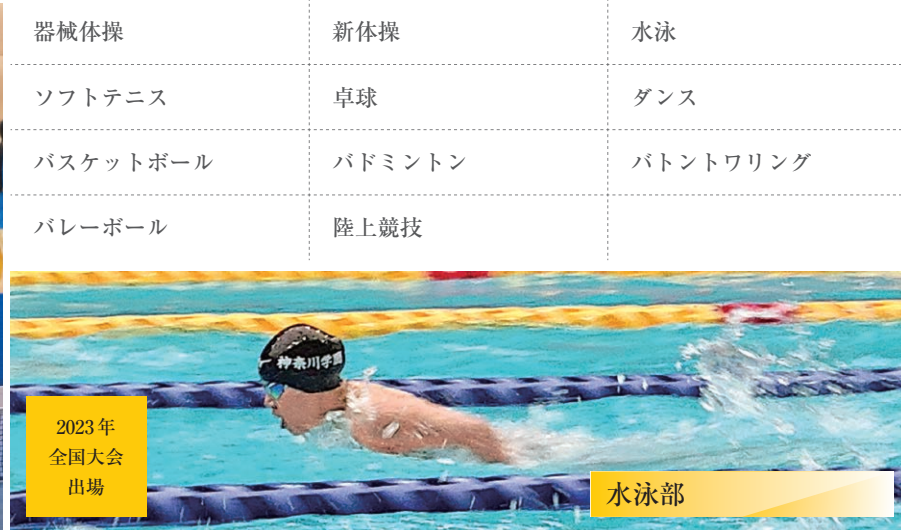 器械体操
新体操
水泳
ソフトテニス
卓球
ダンス
バスケットボール
バドミントン
バトントワリング
バレーボール
陸上競技
神奈川学園
2023年
全国大会
出場
水泳部